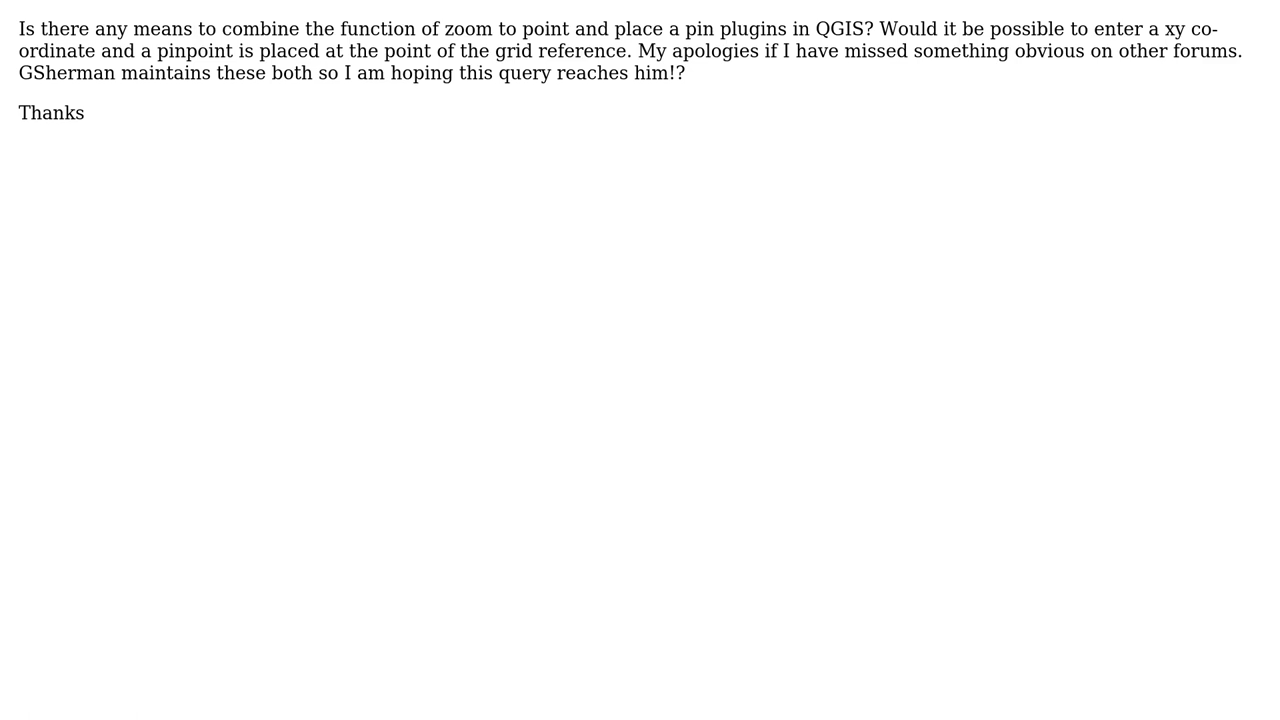 Is there any means to combine the function of zoom to point and place a pin plugins in QGIS? Would it be possible to enter a xy co-
ordinate and a pinpoint is placed at the point of the grid reference. My apologies if I have missed something obvious on other forums.
GSherman maintains these both so I am hoping this query reaches him!?
Thanks